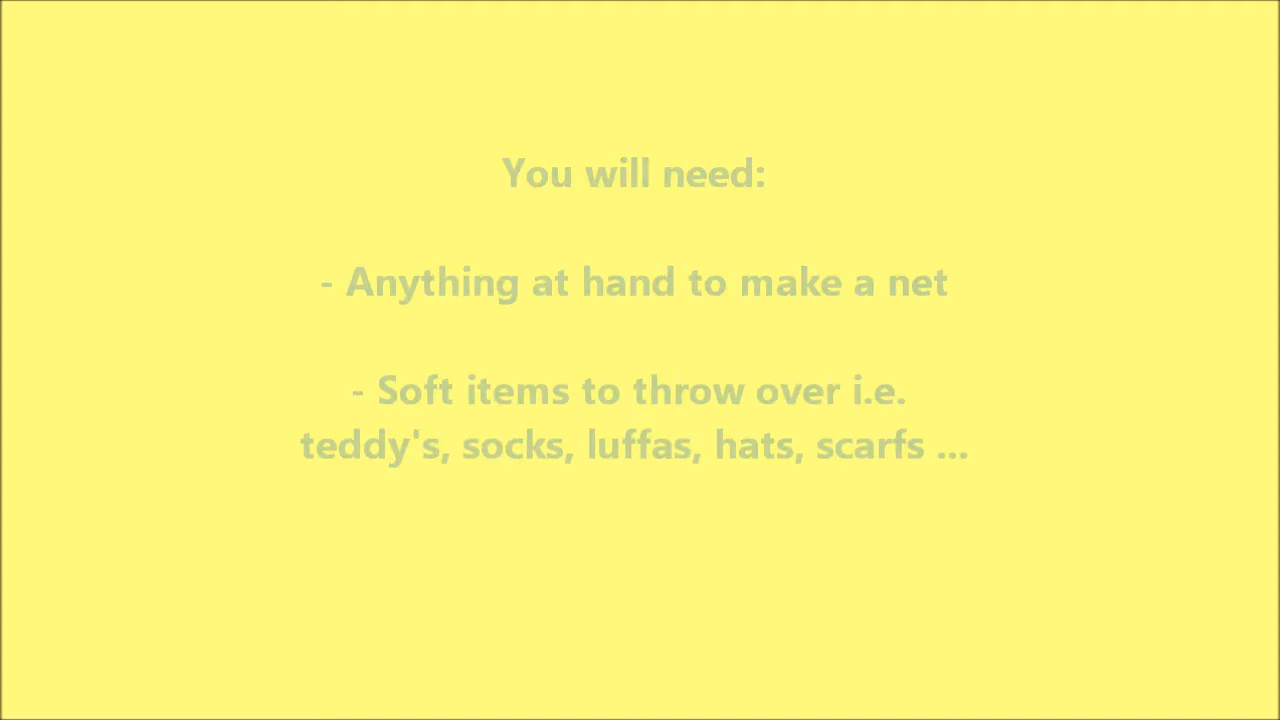 You will need:
- Anything at hand to make a net
- Soft items to throw over i.e.
teddy's, socks, luffas, hats, scarfs ...